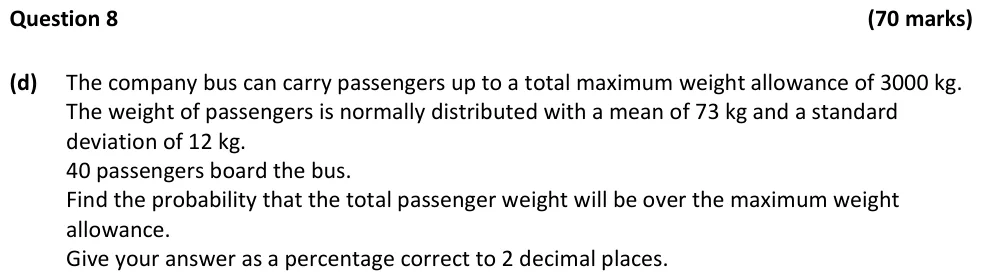 Question 8 (70 marks)
(d) The company bus can carry passengers up to a total maximum weight allowance of 3000 kg.
The weight of passengers is normally distributed with a mean of 73 kg and a standard
deviation of 12 kg.
40 passengers board the bus.
Find the probability that the total passenger weight will be over the maximum weight
allowance.
Give your answer as a percentage correct to 2 decimal places.